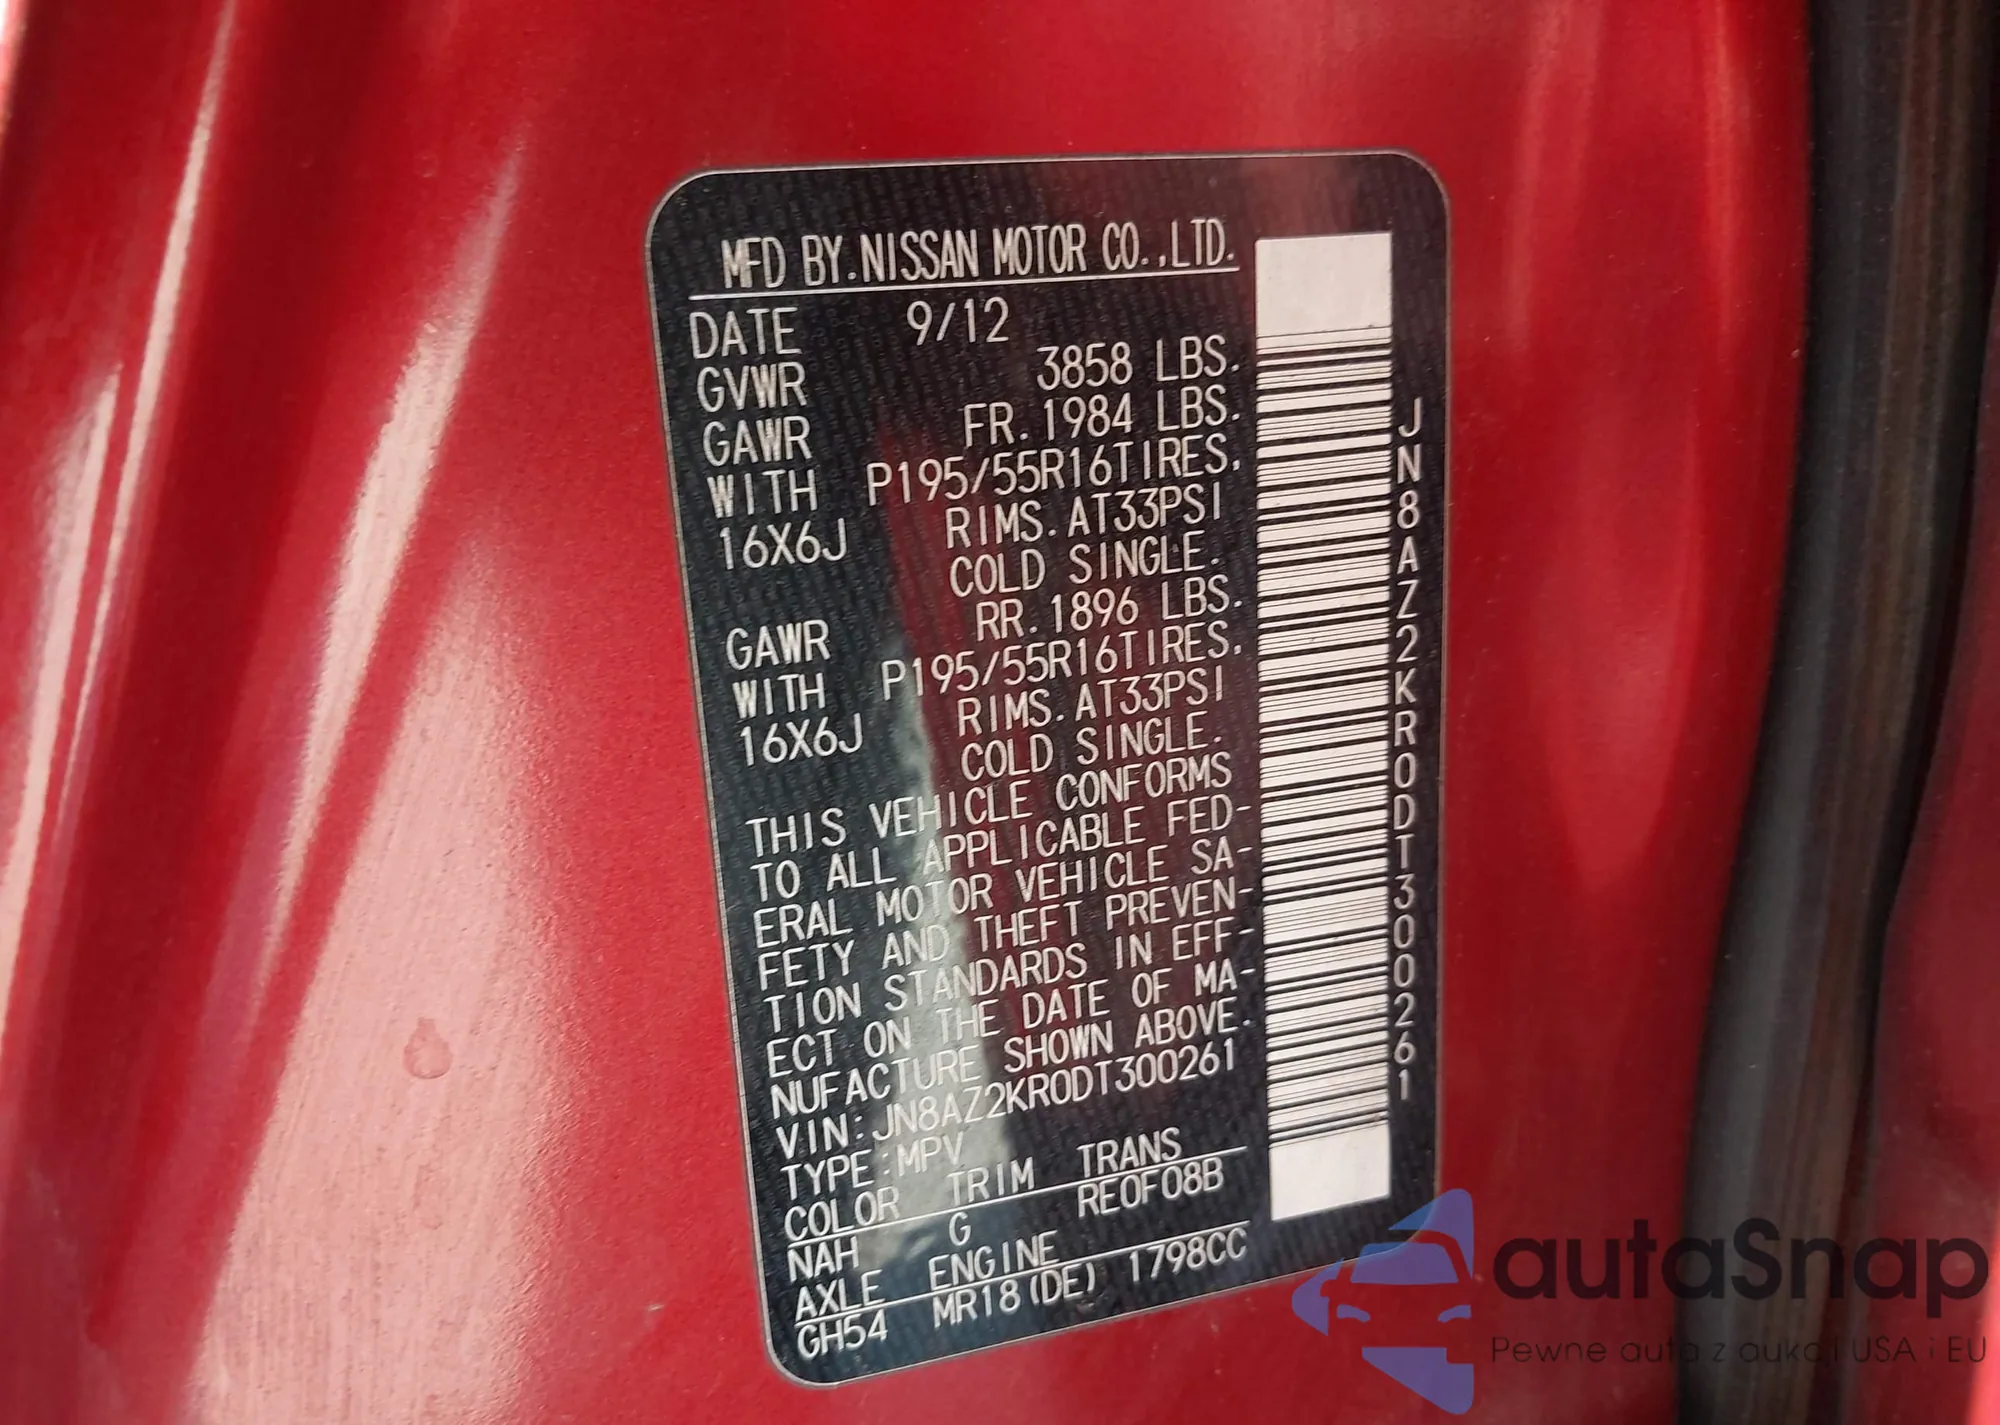 MFD BY.NISSAN MOTOR CO.,LTD.
DATE 9/12
GVWR 3858 LBS.
GAWR FR. 1984 LBS.
WITH P195/55R16TIRES.
16X6J RIMS. AT33PSI
COLD SINGLE.
GAWR RR. 1896 LBS.
WITH P195/55R16TIRES.
16X6J RIMS. AT33PSI
COLD SINGLE.
THIS VEHICLE CONFORMS
TO ALL APPLICABLE FED-
ERAL MOTOR VEHICLE SA-
FETY AND THEFT PREVEN-
TION STANDARDS IN EFF-
ECT ON THE DATE OF MA-
NUFACTURE SHOWN ABOVE.
VIN:JN8AZ2KR0DT300261
TYPE:MPV
COLOR TRIM TRANS
NAH G RE0F08B
AXLE ENGINE
GH54 MR18(DE) 1798CC
JN8AZ2KR0DT300261
autaSnap
Pewne auta z aukcji USA i EU